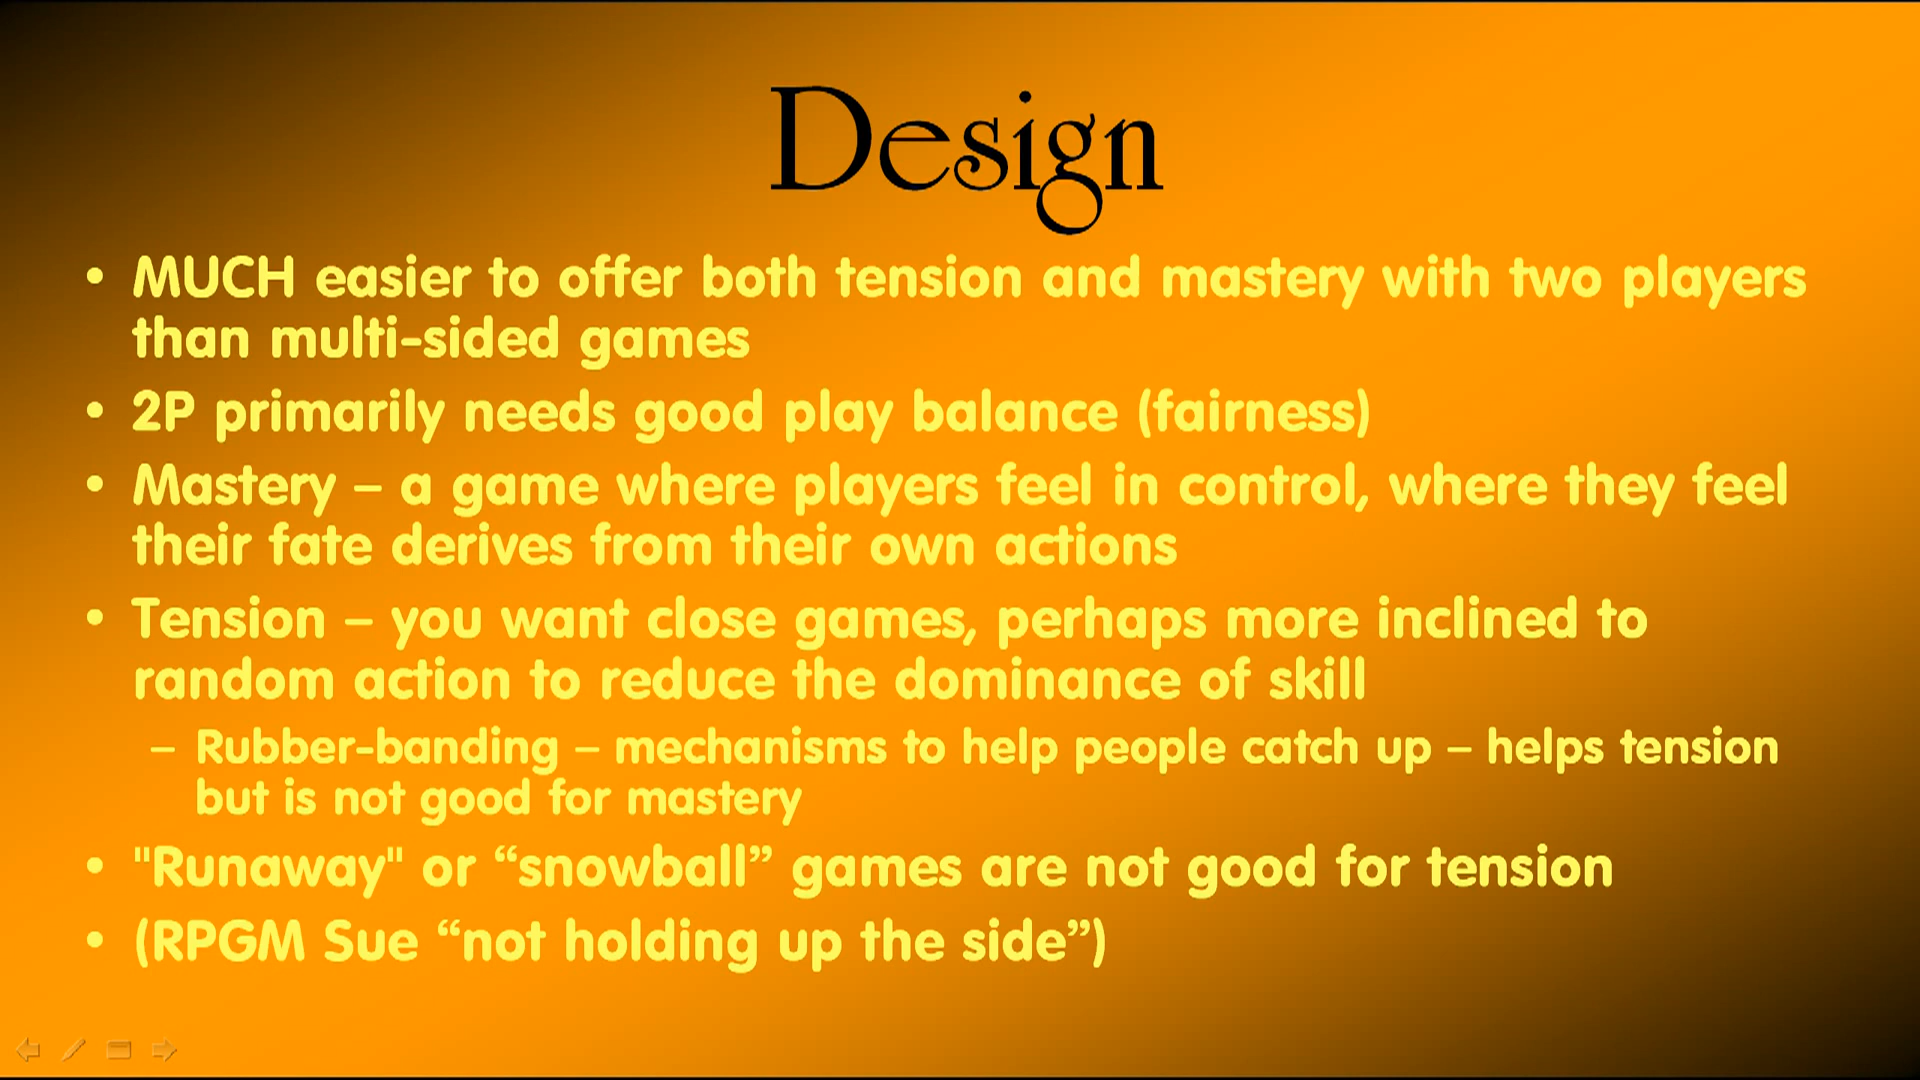 Design
• MUCH easier to offer both tension and mastery with two players
than multi-sided games
• 2P primarily needs good play balance (fairness)
• Mastery – a game where players feel in control, where they feel
their fate derives from their own actions
• Tension – you want close games, perhaps more inclined to
random action to reduce the dominance of skill
– Rubber-banding – mechanisms to help people catch up – helps tension
but is not good for mastery
• "Runaway" or “snowball” games are not good for tension
• (RPGM Sue “not holding up the side”)